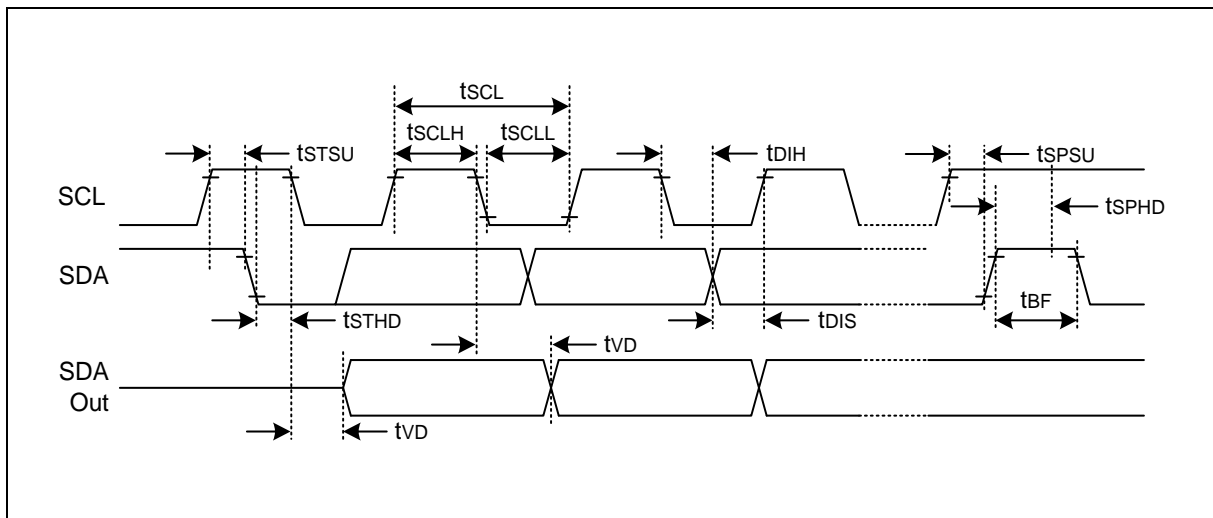 tSCL
tSCLH
tSCLL
tSTSU
tDIH
tSPSU
SCL
tSPHD
SDA
tBF
tSTHD
tDIS
tVD
SDA
Out
tVD